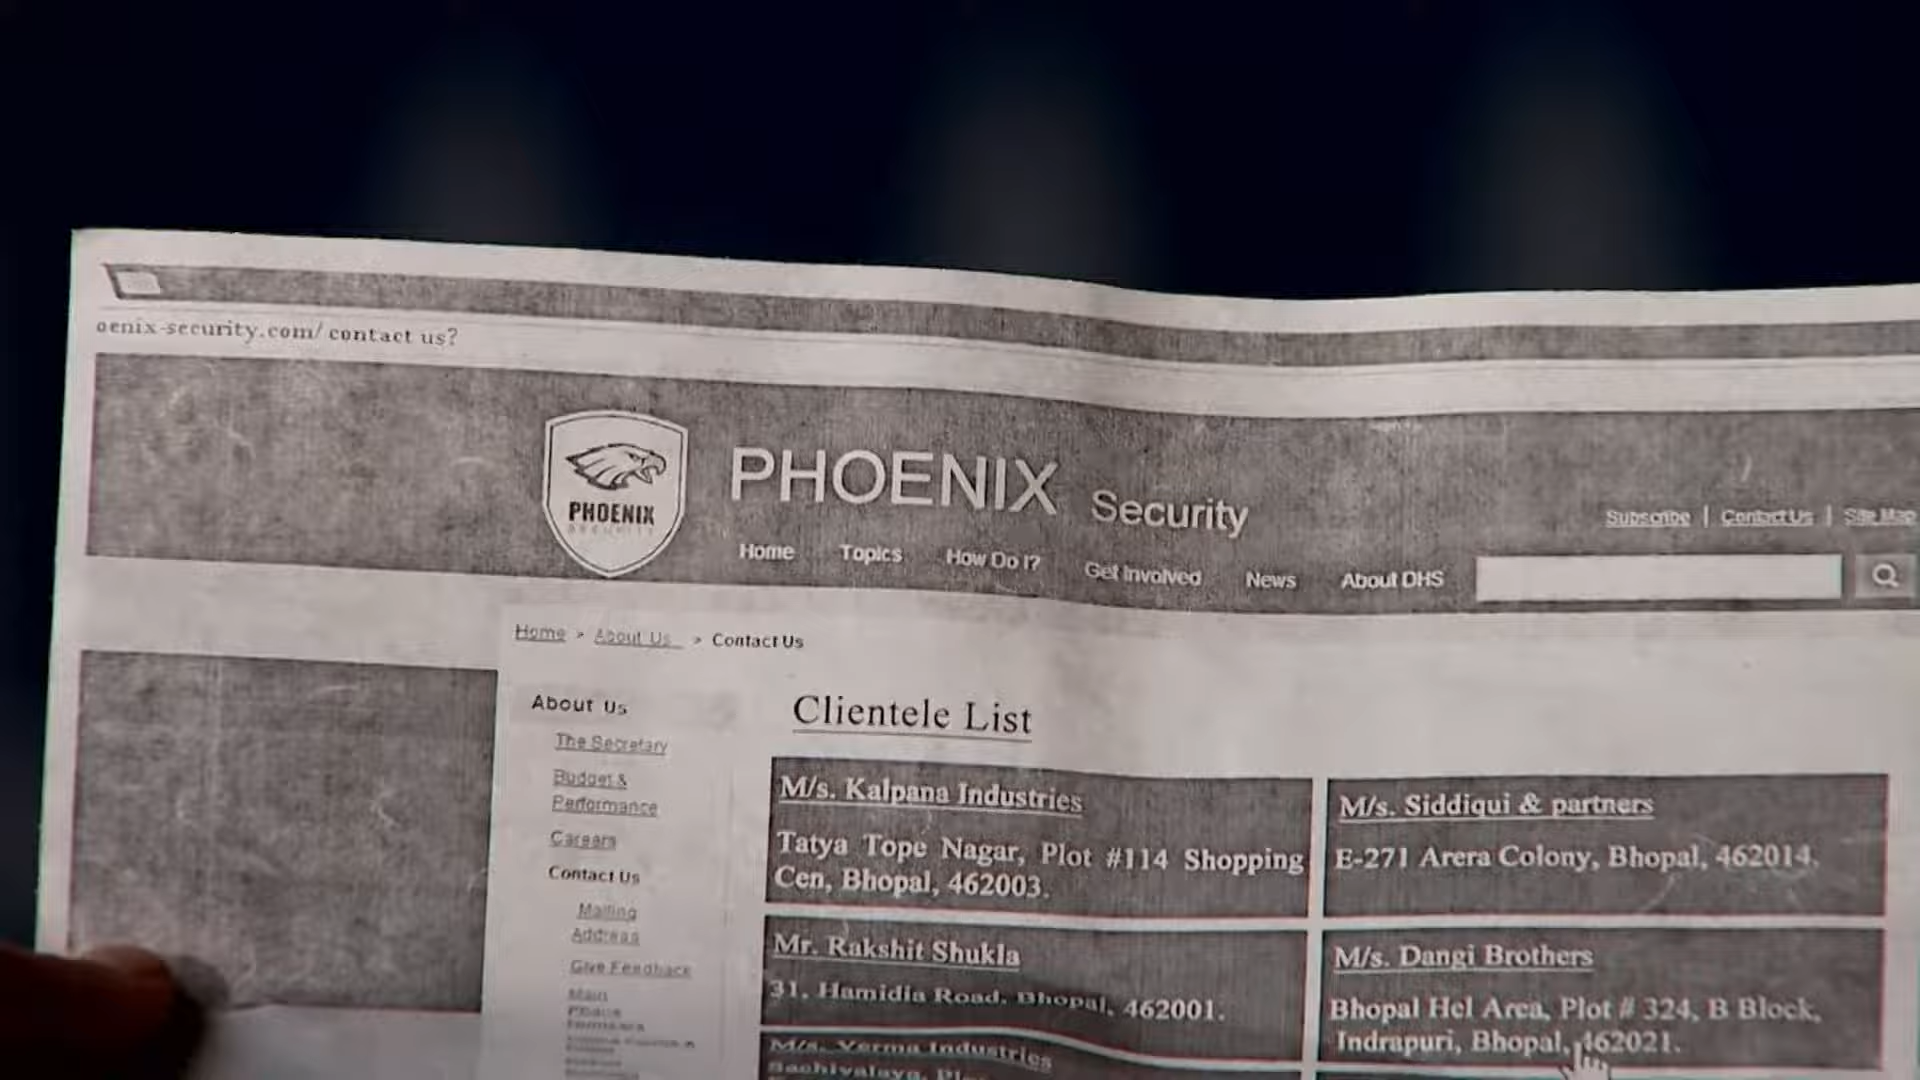 oenix-security.com/ contact us?
PHOENIX
SECURITY
PHOENIX Security
Subscribe | Contact Us | Site Map
Home Topics How Do I? Get Involved News About DHS
Home > About Us > Contact Us
About Us
The Secretary
Budget &
Performance
Careers
Contact Us
Mailing
Address
Give Feedback
Main
Phone
Clientele List
M/s. Kalpana Industries
Tatya Tope Nagar, Plot #114 Shopping
Cen, Bhopal, 462003.
M/s. Siddiqui & partners
E-271 Arera Colony, Bhopal, 462014.
Mr. Rakshit Shukla
31, Hamidia Road, Bhopal, 462001.
M/s. Dangi Brothers
Bhopal Hel Area, Plot # 324, B Block,
Indrapuri, Bhopal, 462021.
M/s. Verma Industries
Sachivalaya,